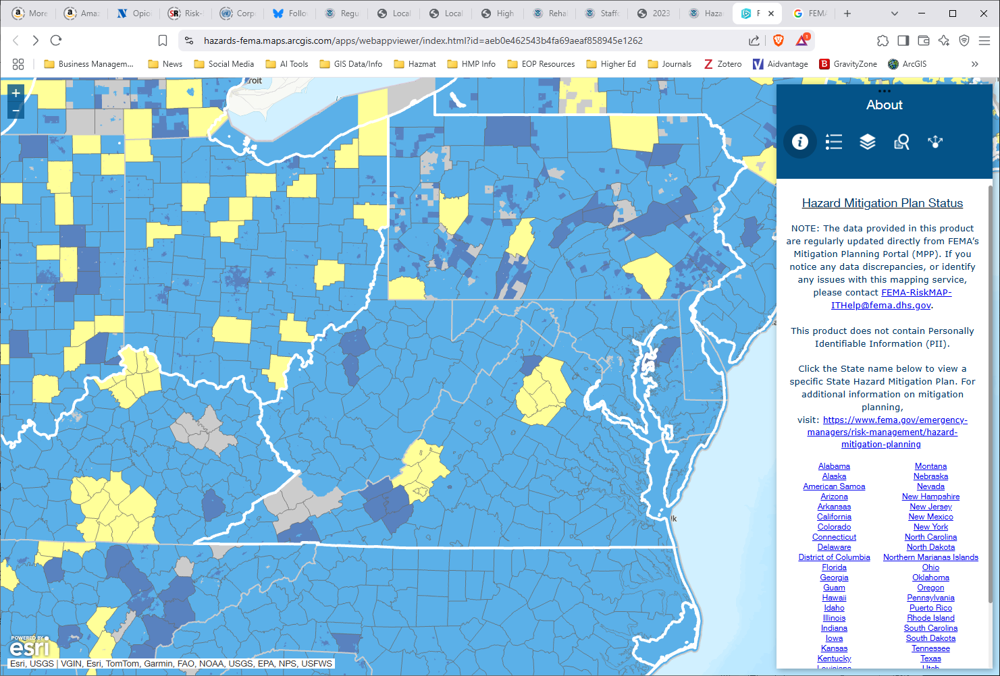 More
Amaz
Opioi
Risk-
Corpo
Follo
Regu
Local
Local
High
Rehal
Staffo
2023
Haza
F
FEMA
hazards-fema.maps.arcgis.com/apps/webappviewer/index.html?id=aeb0e462543b4fa69aeaf858945e1262
1
Business Managem...
News
Social Media
AI Tools
GIS Data/Info
Hazmat
HMP Info
EOP Resources
Higher Ed
Journals
Zotero
Aidvantage
GravityZone
ArcGIS
+
−
roit
lk
About
Hazard Mitigation Plan Status
NOTE: The data provided in this product
are regularly updated directly from FEMA's
Mitigation Planning Portal (MPP). If you
notice any data discrepancies, or identify
any issues with this mapping service,
please contact FEMA-RiskMAP-
ITHelp@fema.dhs.gov.
This product does not contain Personally
Identifiable Information (PII).
Click the State name below to view a
specific State Hazard Mitigation Plan. For
additional information on mitigation
planning,
visit: https://www.fema.gov/emergency-
managers/risk-management/hazard-
mitigation-planning
Alabama Montana
Alaska Nebraska
American Samoa Nevada
Arizona New Hampshire
Arkansas New Jersey
California New Mexico
Colorado New York
Connecticut North Carolina
Delaware North Dakota
District of Columbia Northern Marianas Islands
Florida Ohio
Georgia Oklahoma
Guam Oregon
Hawaii Pennsylvania
Idaho Puerto Rico
Illinois Rhode Island
Indiana South Carolina
Iowa South Dakota
Kansas Tennessee
Kentucky Texas
Louisiana Utah
POWERED BY
esri
Esri, USGS | VGIN, Esri, TomTom, Garmin, FAO, NOAA, USGS, EPA, NPS, USFWS